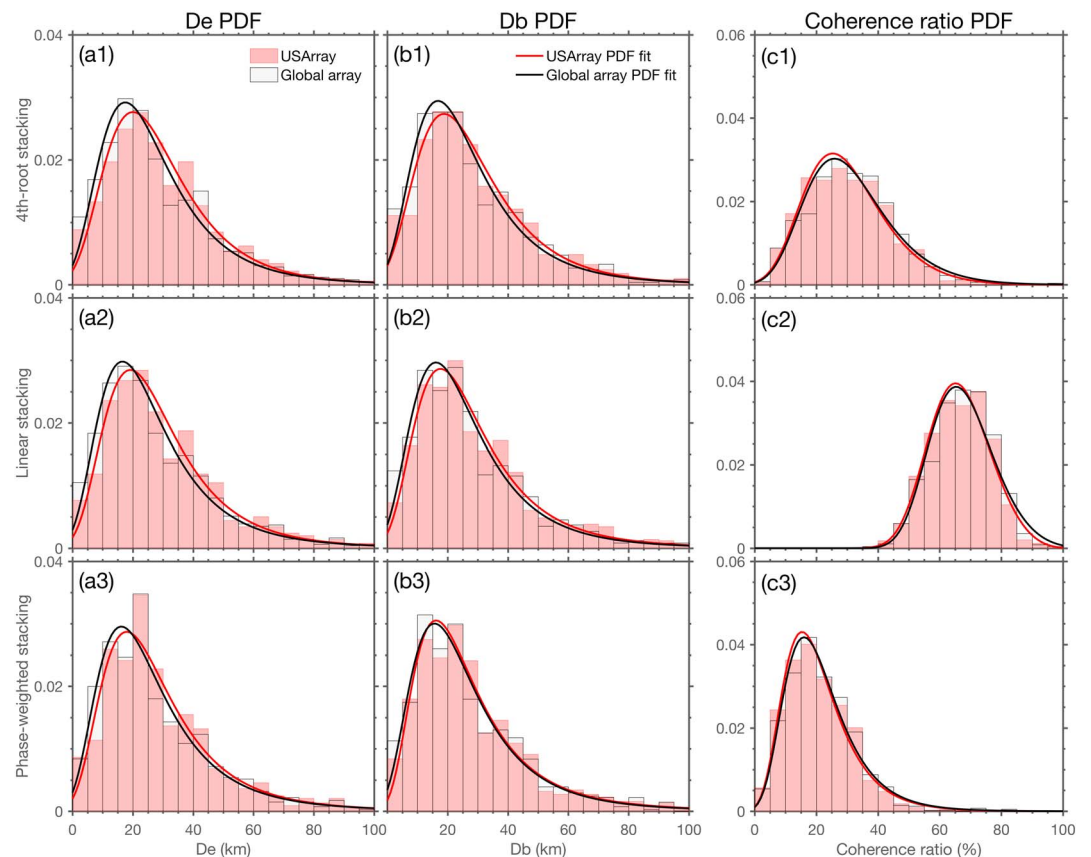 De PDF
Db PDF
Coherence ratio PDF
0.04
(a1)
USArray
Global array
(b1)
USArray PDF fit
Global array PDF fit
0.06
(c1)
4th-root stacking
0.02
0.04
0.02
0
0
0.04
(a2)
(b2)
0.06
(c2)
Linear stacking
0.02
0.04
0.02
0
0
0.04
(a3)
(b3)
0.06
(c3)
Phase-weighted stacking
0.02
0.04
0.02
0
0
0 20 40 60 80 100
20 40 60 80 100
0 20 40 60 80 100
De (km)
Db (km)
Coherence ratio (%)